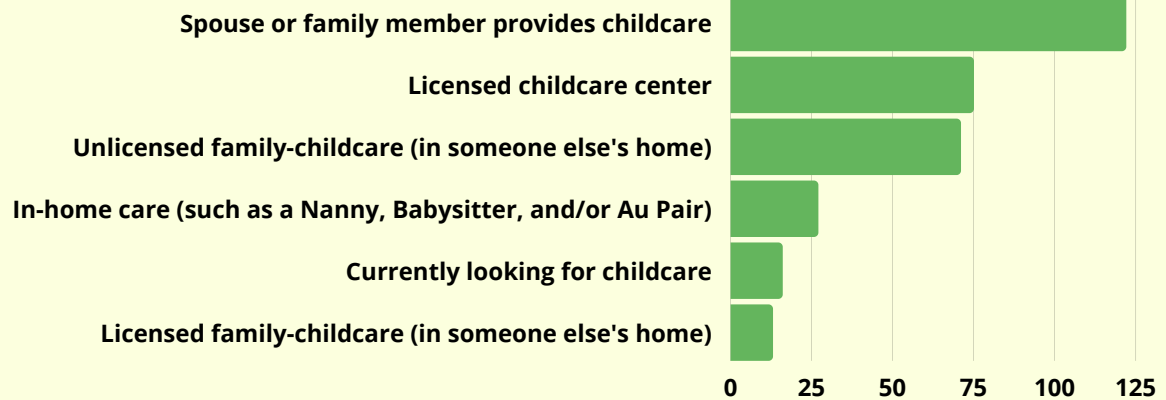 Spouse or family member provides childcare
Licensed childcare center
Unlicensed family-childcare (in someone else's home)
In-home care (such as a Nanny, Babysitter, and/or Au Pair)
Currently looking for childcare
Licensed family-childcare (in someone else's home)
0 25 50 75 100 125